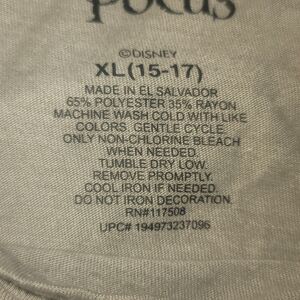 Pocus
©DISNEY
XL(15-17)
MADE IN EL SALVADOR
65% POLYESTER 35% RAYON
MACHINE WASH COLD WITH LIKE
COLORS. GENTLE CYCLE.
ONLY NON-CHLORINE BLEACH
WHEN NEEDED.
TUMBLE DRY LOW.
REMOVE PROMPTLY.
COOL IRON IF NEEDED.
DO NOT IRON DECORATION.
RN#117508
UPC# 194973237096